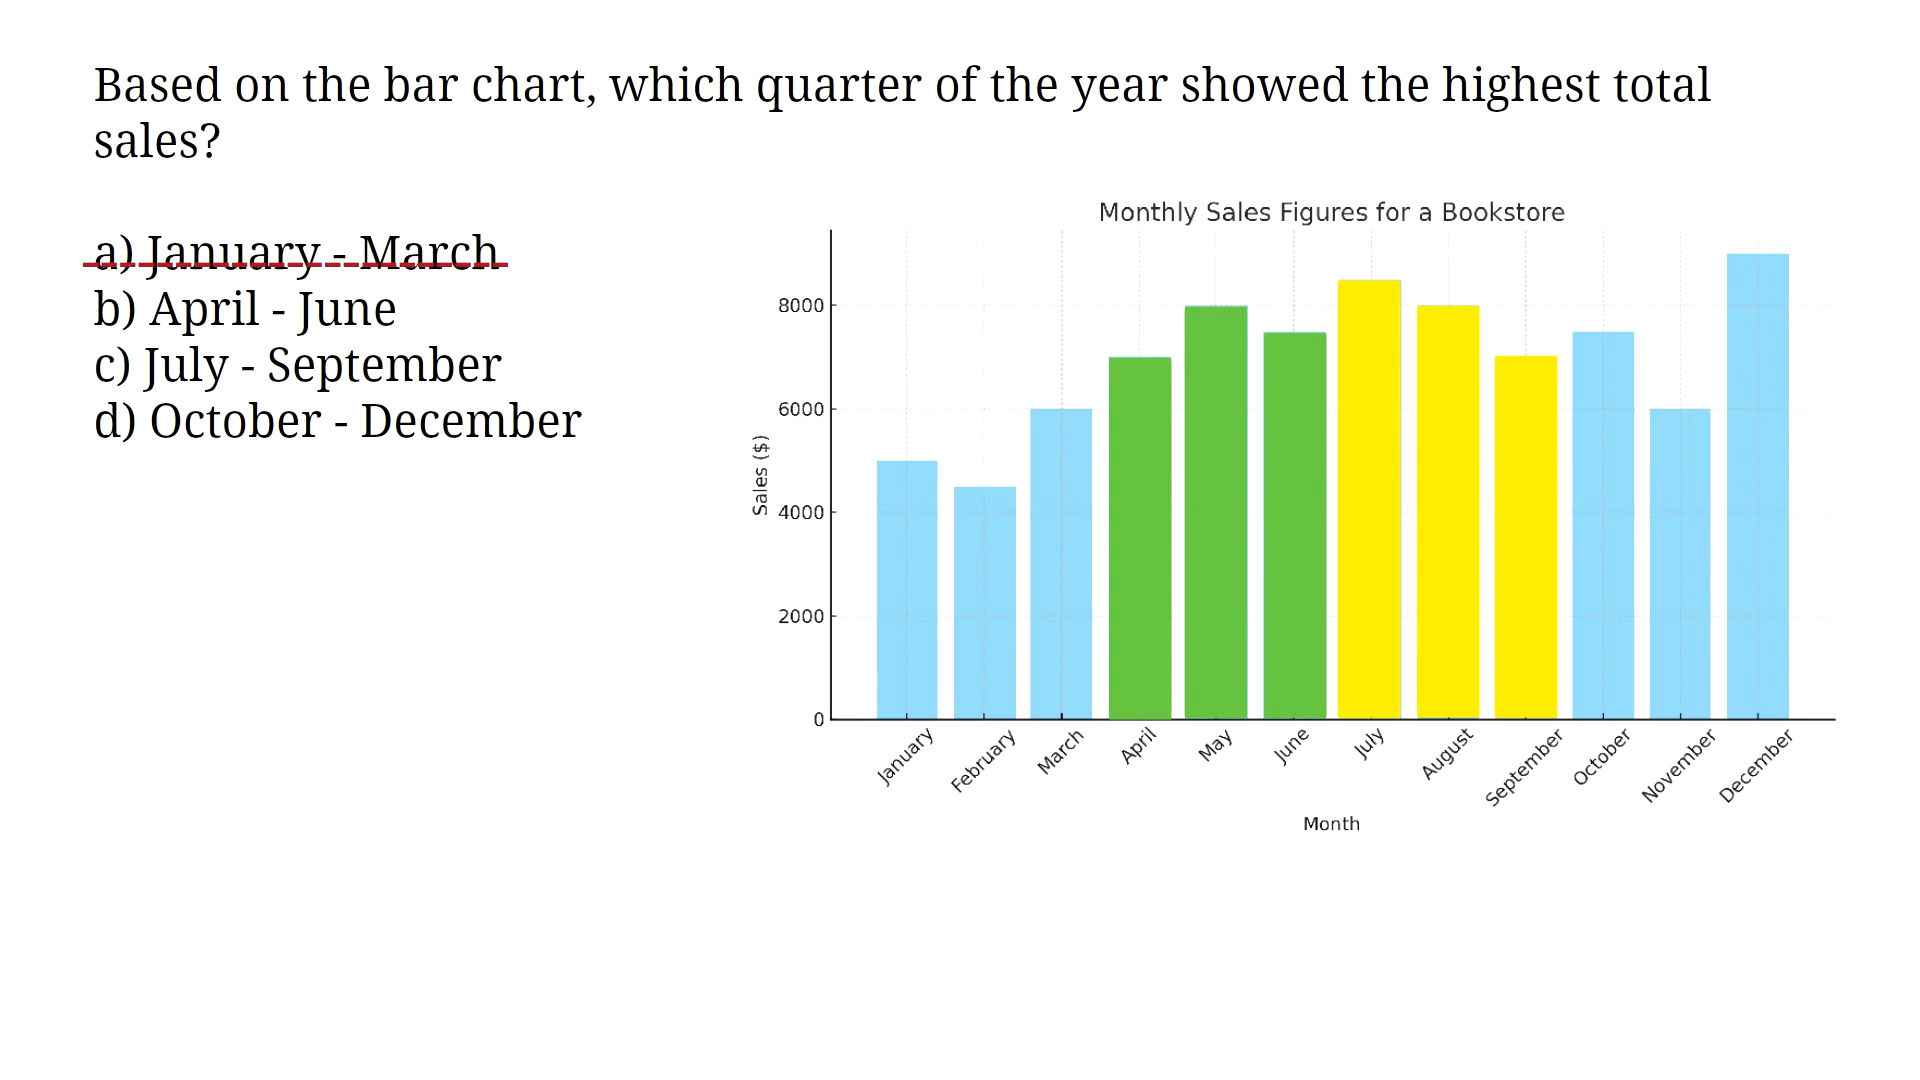 Based on the bar chart, which quarter of the year showed the highest total
sales?
a) January - March
b) April - June
c) July - September
d) October - December
Monthly Sales Figures for a Bookstore
Sales ($)
8000
6000
4000
2000
0
January
February
March
April
May
June
July
August
September
October
November
December
Month